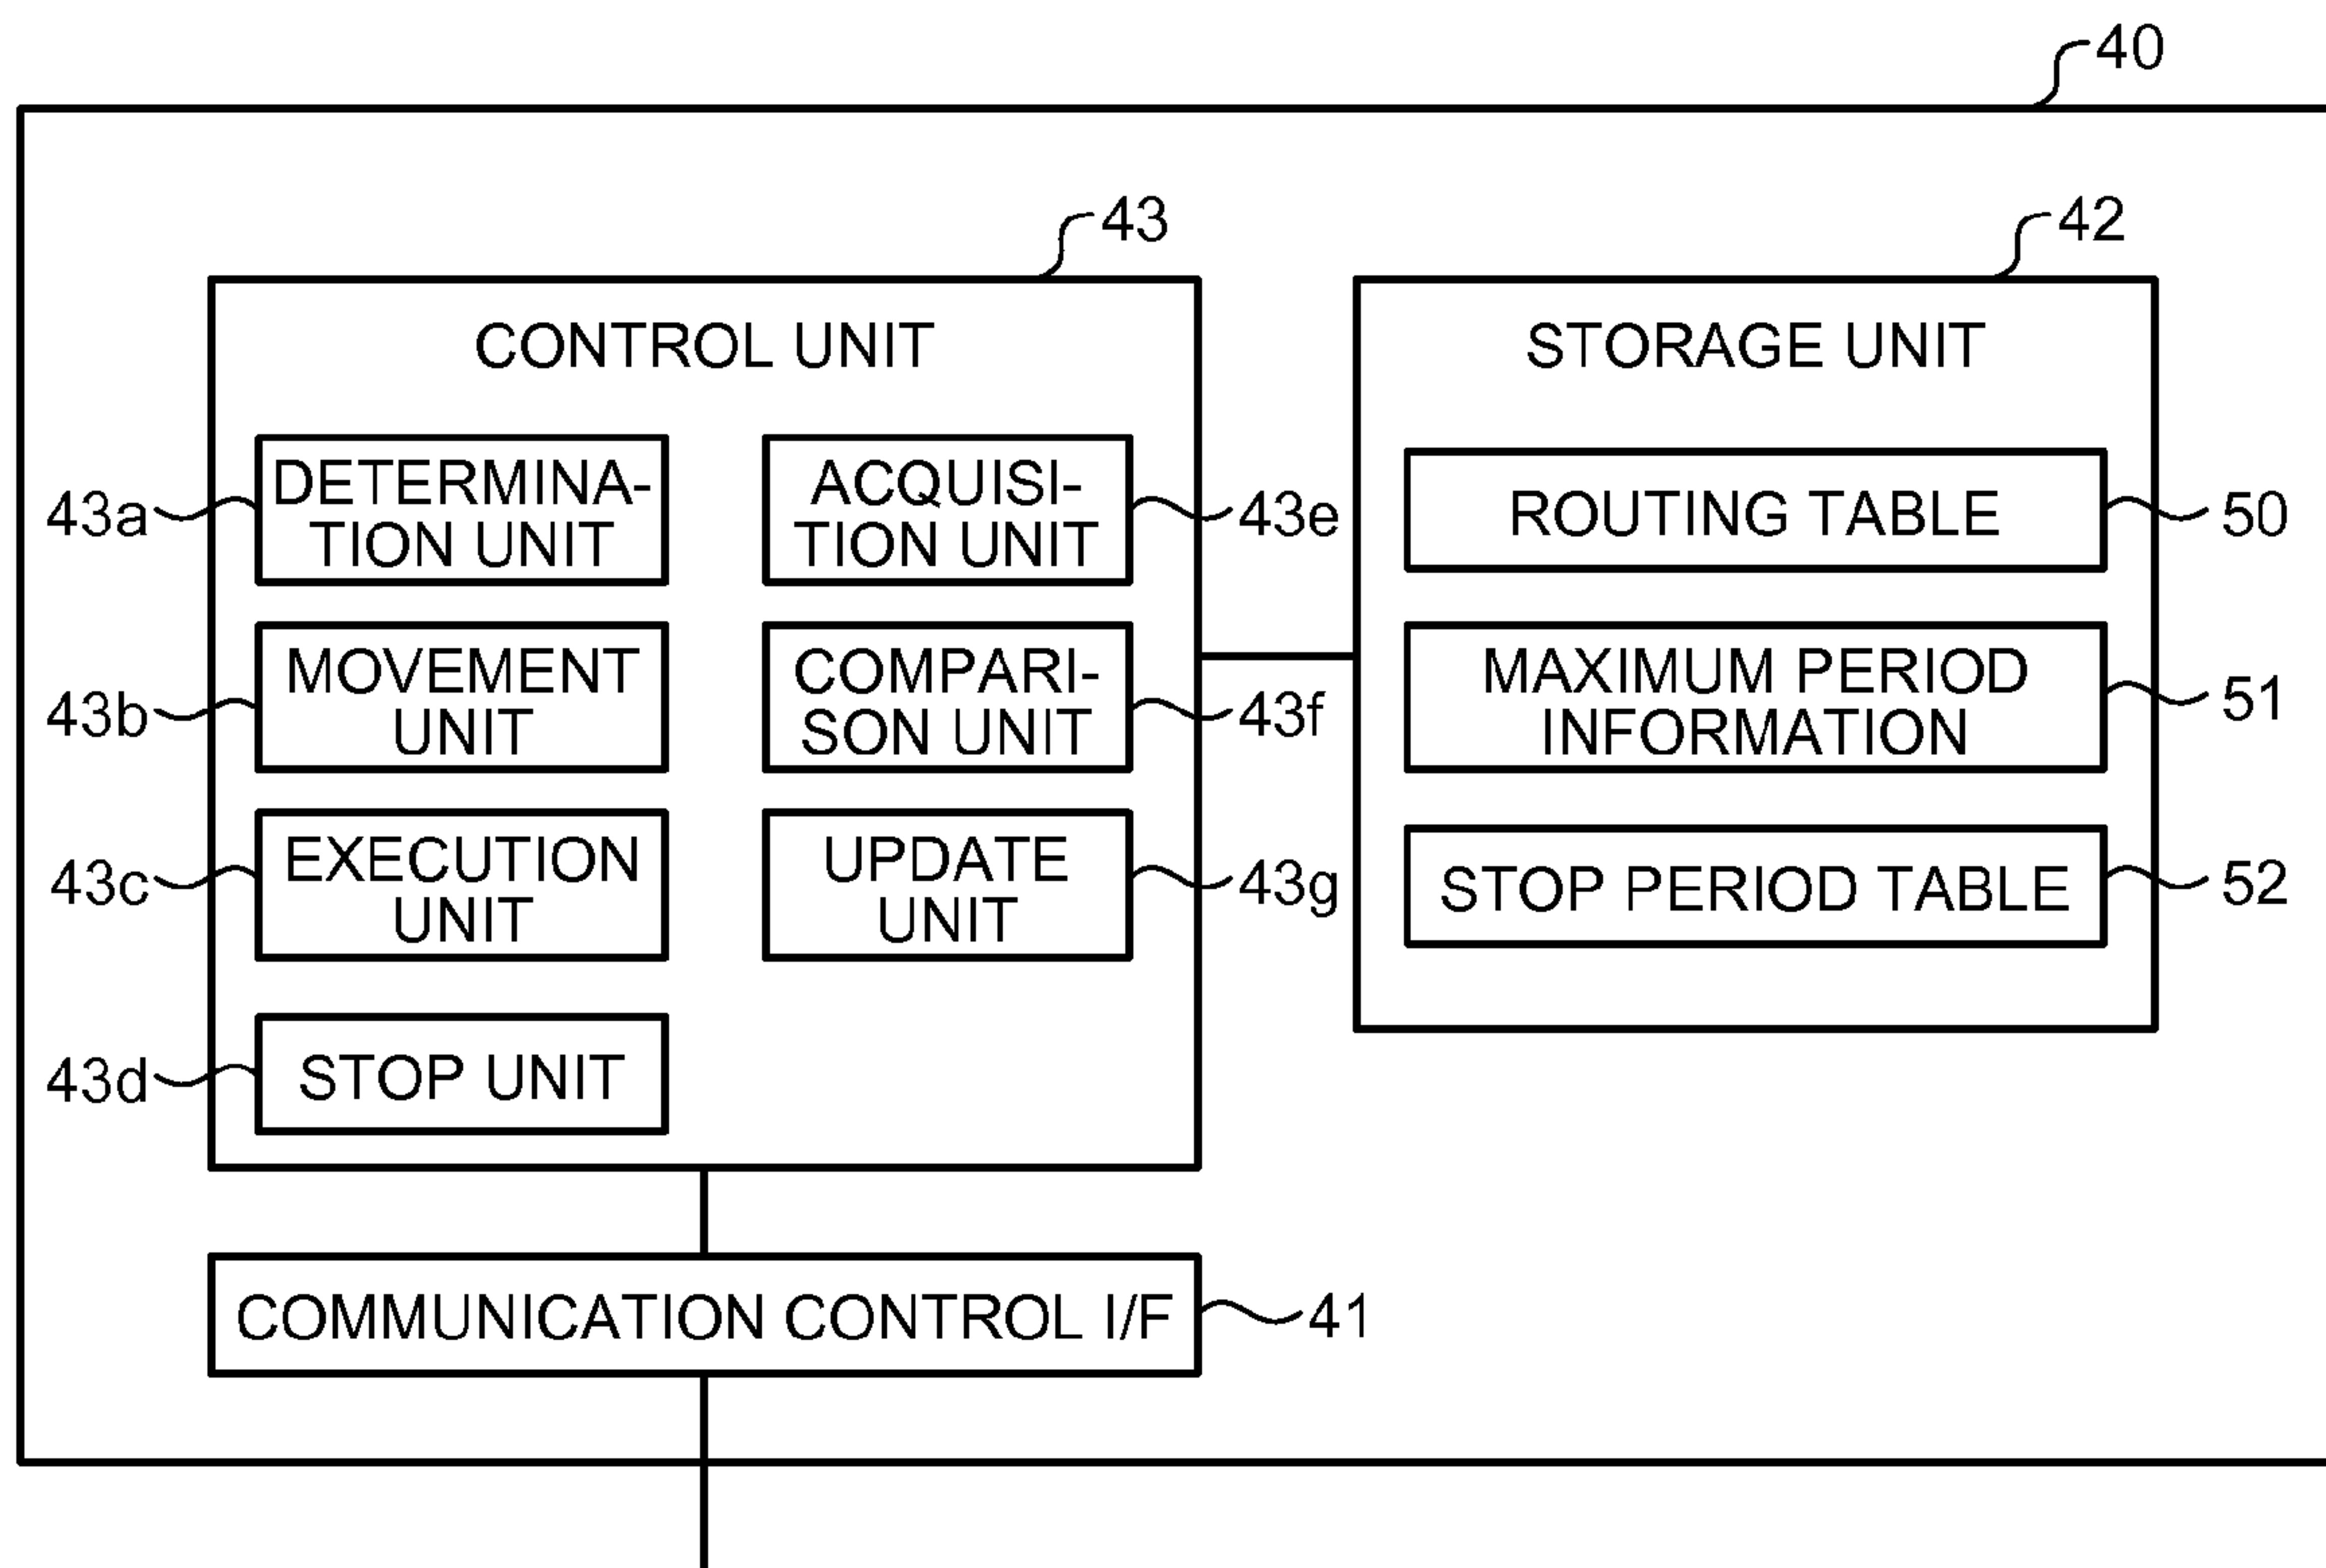 40
43
42
CONTROL UNIT
STORAGE UNIT
43a
DETERMINA-
TION UNIT
ACQUISI-
TION UNIT
43e
ROUTING TABLE
50
43b
MOVEMENT
UNIT
COMPARI-
SON UNIT
43f
MAXIMUM PERIOD
INFORMATION
51
43c
EXECUTION
UNIT
UPDATE
UNIT
43g
STOP PERIOD TABLE
52
43d
STOP UNIT
COMMUNICATION CONTROL I/F
41